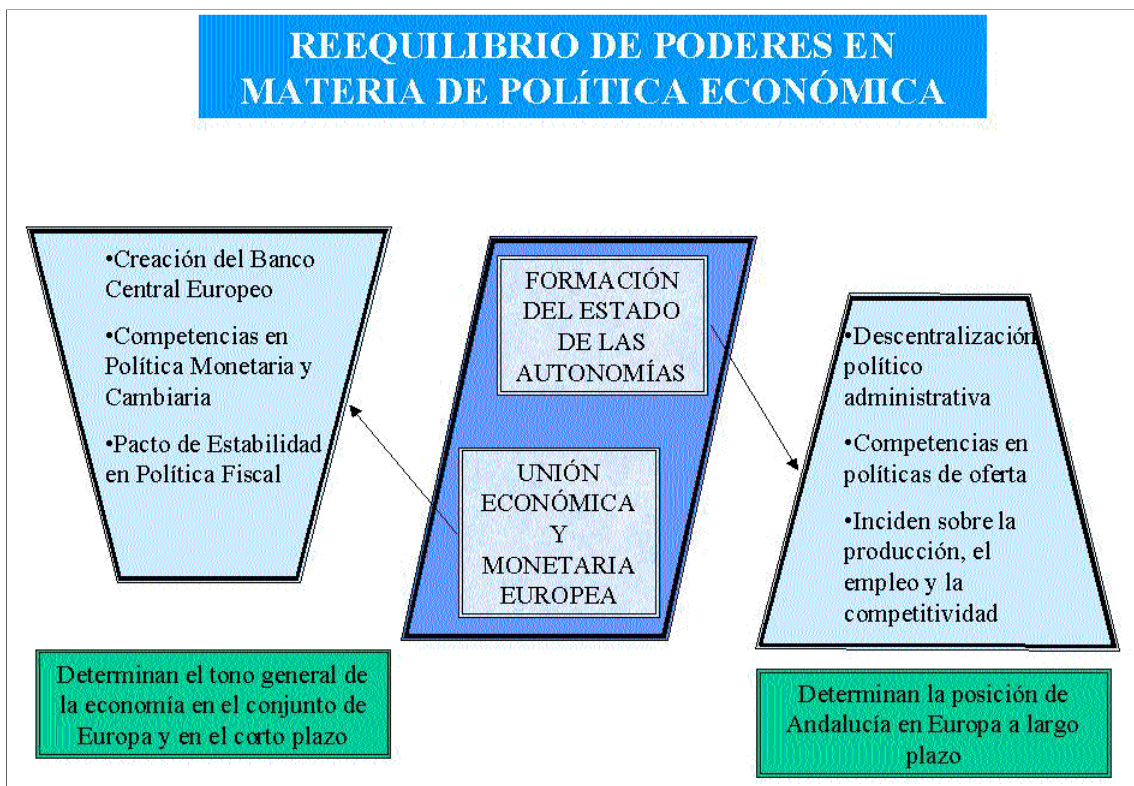 REEQUILIBRIO DE PODERES EN
MATERIA DE POLÍTICA ECONÓMICA
•Creación del Banco
Central Europeo
•Competencias en
Política Monetaria y
Cambiaria
•Pacto de Estabilidad
en Política Fiscal
Determinan el tono general de
la economía en el conjunto de
Europa y en el corto plazo
FORMACIÓN
DEL ESTADO
DE LAS
AUTONOMÍAS
UNIÓN
ECONÓMICA
Y
MONETARIA
EUROPEA
•Descentralización
político
administrativa
•Competencias en
políticas de oferta
•Inciden sobre la
producción, el
empleo y la
competitividad
Determinan la posición de
Andalucía en Europa a largo
plazo